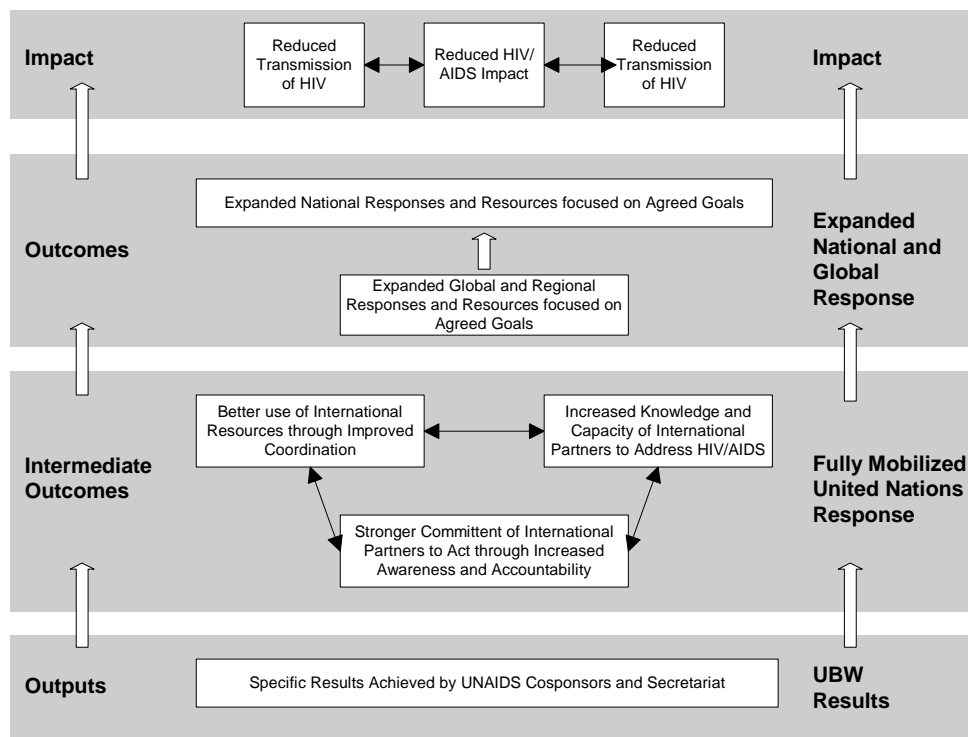 Impact
Reduced
Transmission
of HIV
Reduced HIV/
AIDS Impact
Reduced
Transmission
of HIV
Impact
Outcomes
Expanded National Responses and Resources focused on Agreed Goals
Expanded Global and Regional
Responses and Resources focused on
Agreed Goals
Expanded
National and
Global
Response
Intermediate
Outcomes
Better use of International
Resources through Improved
Coordination
Increased Knowledge and
Capacity of International
Partners to Address HIV/AIDS
Stronger Committent of International
Partners to Act through Increased
Awareness and Accountability
Fully Mobilized
United Nations
Response
Outputs
Specific Results Achieved by UNAIDS Cosponsors and Secretariat
UBW
Results